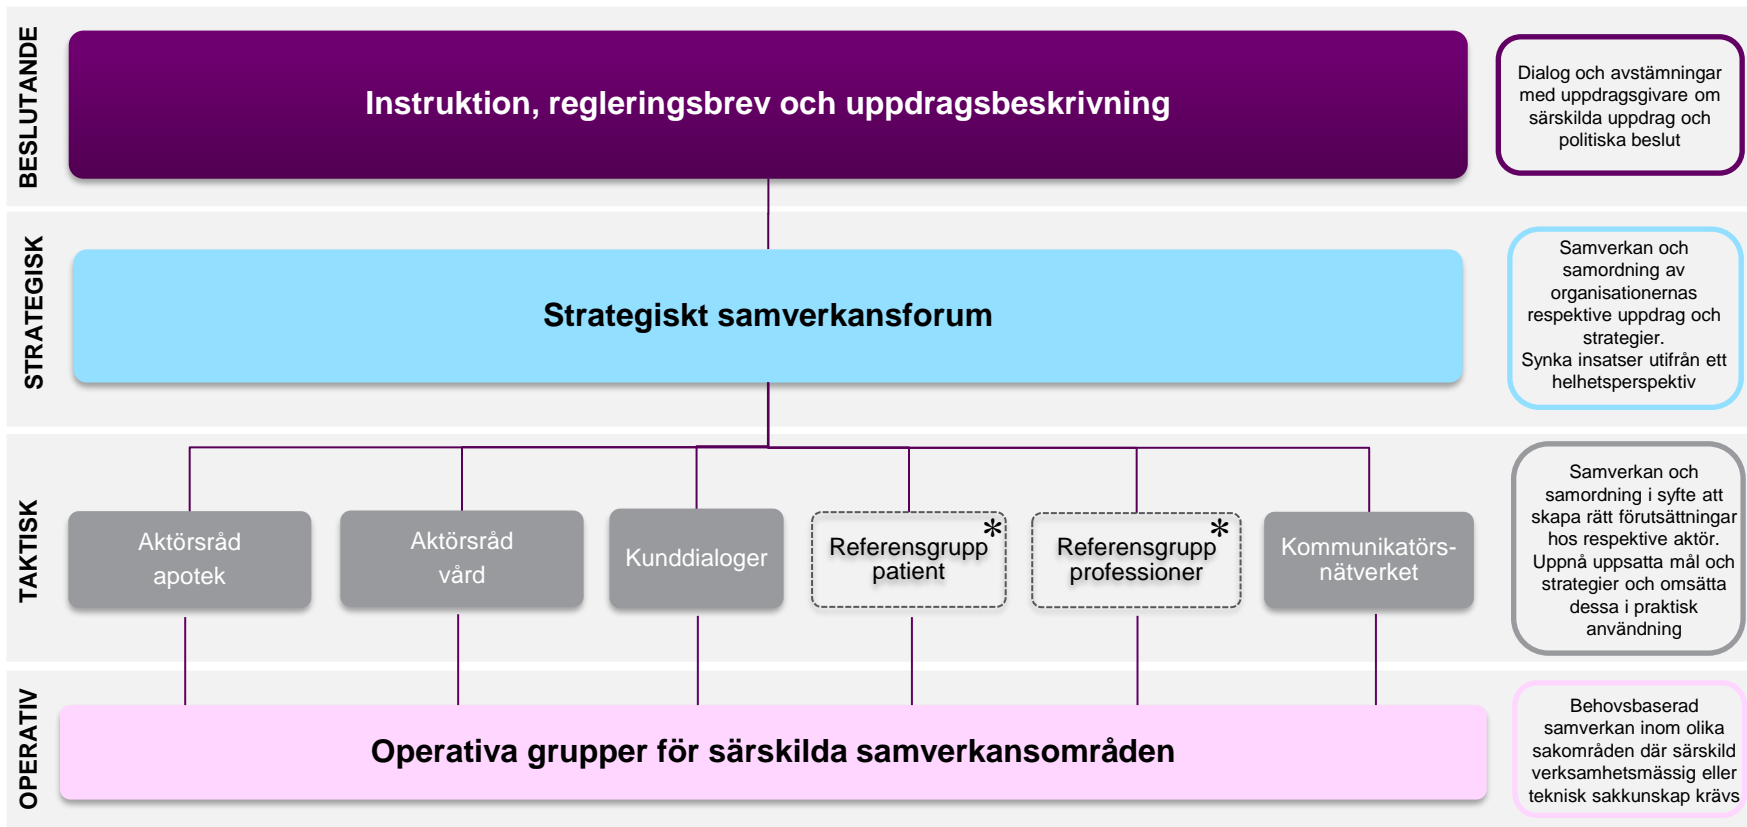 BESLUTANDE
Instruktion, regleringsbrev och uppdragsbeskrivning
Dialog och avstämningar
med uppdragsgivare om
särskilda uppdrag och
politiska beslut
STRATEGISK
Strategiskt samverkansforum
Samverkan och
samordning av
organisationernas
respektive uppdrag och
strategier.
Synka insatser utifrån ett
helhetsperspektiv
TAKTISK
Aktörsråd
apotek
Aktörsråd
vård
Kunddialoger
Referensgrupp*
patient
Referensgrupp*
professioner
Kommunikatörs-
nätverket
Samverkan och
samordning i syfte att
skapa rätt förutsättningar
hos respektive aktör.
Uppnå uppsatta mål och
strategier och omsätta
dessa i praktisk
användning
OPERATIV
Operativa grupper för särskilda samverkansområden
Behovsbaserad
samverkan inom olika
sakområden där särskild
verksamhetsmässig eller
teknisk sakkunskap krävs